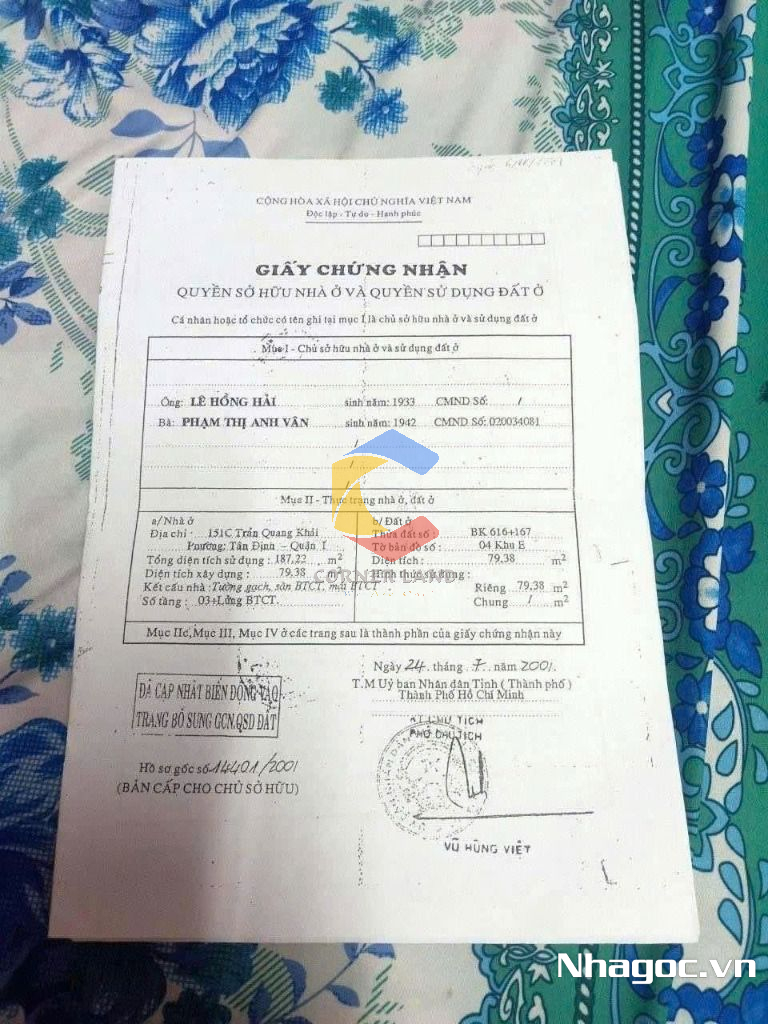 CỘNG HÒA XÃ HỘI CHỦ NGHĨA VIỆT NAM
Độc lập - Tự do - Hạnh phúc
GIẤY CHỨNG NHẬN
QUYỀN SỞ HỮU NHÀ Ở VÀ QUYỀN SỬ DỤNG ĐẤT Ở
Cá nhân hoặc tổ chức có tên ghi tại mục I là chủ sở hữu nhà ở và sử dụng đất ở
Mục I - Chủ sở hữu nhà ở và sử dụng đất ở
Ông: LÊ HỒNG HẢI sinh năm: 1933 CMND Số: /
Bà: PHẠM THỊ ANH VÂN sinh năm: 1942 CMND Số: 020034081
/
/
/
Mục II - Thực trạng nhà ở, đất ở
a/ Nhà ở
Địa chỉ : 151C Trần Quang Khải
Phường: Tân Định - Quận 1
Tổng diện tích sử dụng : 187,22 m2
Diện tích xây dựng : 79,38 m2
Kết cấu nhà : Tường gạch, sàn BTCT, mái BTCT
Số tầng : 03+Lửng BTCT.
b/ Đất ở
Thửa đất số : BK 616+167
Tờ bản đồ số : 04 Khu E
Diện tích : 79,38 m2
Hình thức sử dụng :
Riêng 79,38 m2
Chung / m2
CORNER LAND
Mục IIc, Mục III, Mục IV ở các trang sau là thành phần của giấy chứng nhận này
Ngày 24 tháng 7 năm 2001
T.M Uỷ ban Nhân dân Tỉnh ( Thành phố )
Thành Phố Hồ Chí Minh
KT CHỦ TỊCH
PHÓ CHỦ TỊCH
ĐÃ CẬP NHẬT BIẾN ĐỘNG VÀO
TRANG BỔ SUNG GCN.QSD ĐẤT
Hồ sơ gốc số 14401/2001
(BẢN CẤP CHO CHỦ SỞ HỮU)
VŨ HÙNG VIỆT
Nhagoc.vn